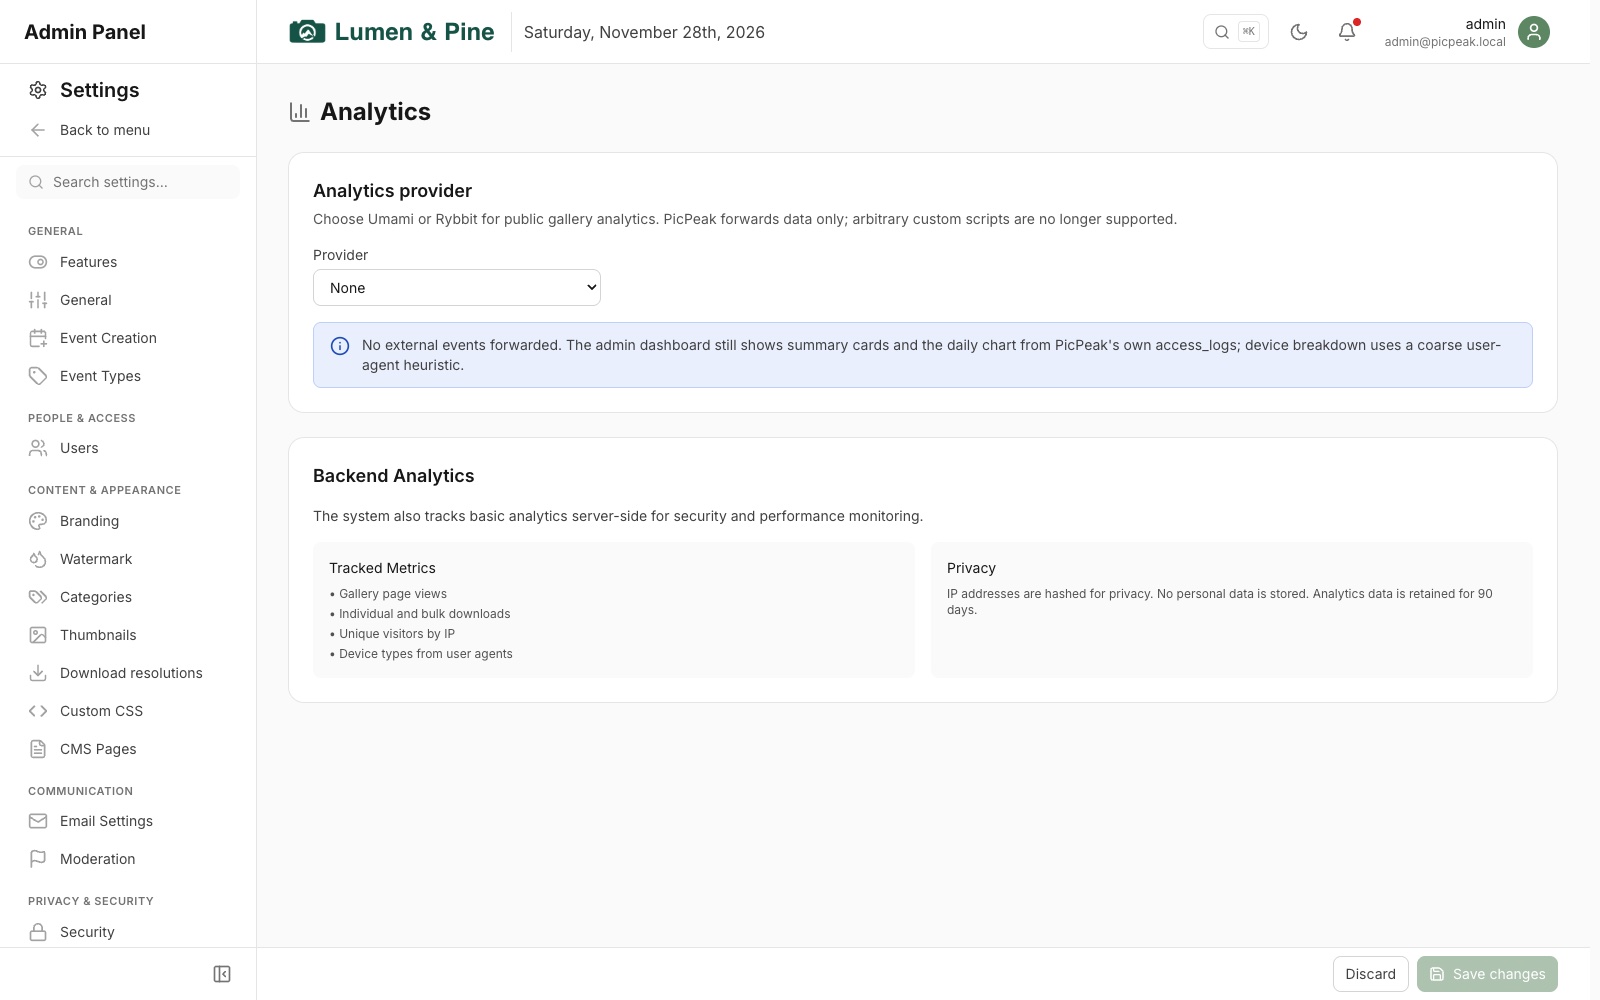 Admin Panel
Settings
Back to menu
Search settings...
GENERAL
Features
General
Event Creation
Event Types
PEOPLE & ACCESS
Users
CONTENT & APPEARANCE
Branding
Watermark
Categories
Thumbnails
Download resolutions
Custom CSS
CMS Pages
COMMUNICATION
Email Settings
Moderation
PRIVACY & SECURITY
Security
Lumen & Pine
Saturday, November 28th, 2026
⌘K
admin
admin@picpeak.local
Analytics
Analytics provider
Choose Umami or Rybbit for public gallery analytics. PicPeak forwards data only; arbitrary custom scripts are no longer supported.
Provider
None
No external events forwarded. The admin dashboard still shows summary cards and the daily chart from PicPeak's own access_logs; device breakdown uses a coarse user-
agent heuristic.
Backend Analytics
The system also tracks basic analytics server-side for security and performance monitoring.
Tracked Metrics
• Gallery page views
• Individual and bulk downloads
• Unique visitors by IP
• Device types from user agents
Privacy
IP addresses are hashed for privacy. No personal data is stored. Analytics data is retained for 90
days.
Discard
Save changes